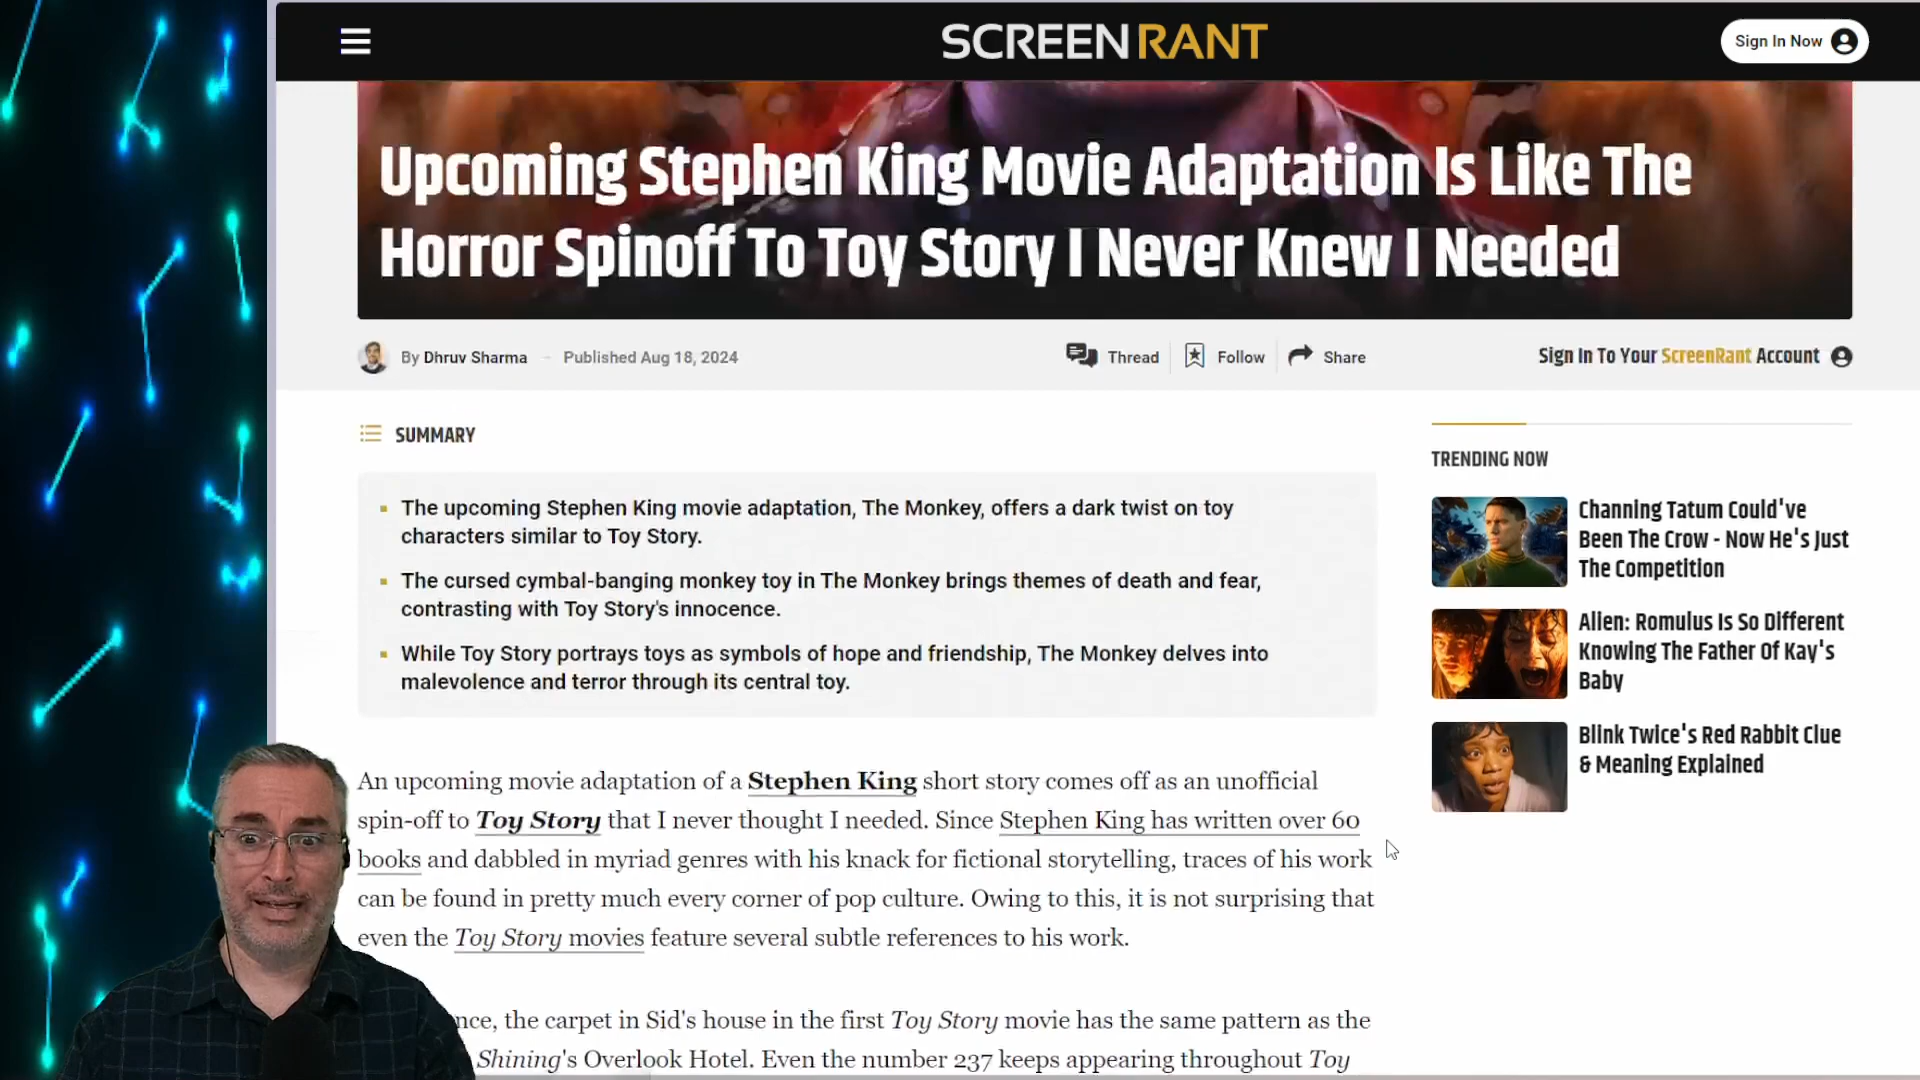 SCREENRANT
Sign In Now
Upcoming Stephen King Movie Adaptation Is Like The
Horror Spinoff To Toy Story I Never Knew I Needed
By Dhruv Sharma
Published Aug 18, 2024
Thread
Follow
Share
Sign In To Your ScreenRant Account
SUMMARY
The upcoming Stephen King movie adaptation, The Monkey, offers a dark twist on toy
characters similar to Toy Story.
The cursed cymbal-banging monkey toy in The Monkey brings themes of death and fear,
contrasting with Toy Story's innocence.
While Toy Story portrays toys as symbols of hope and friendship, The Monkey delves into
malevolence and terror through its central toy.
An upcoming movie adaptation of a Stephen King short story comes off as an unofficial
spin-off to Toy Story that I never thought I needed. Since Stephen King has written over 60
books and dabbled in myriad genres with his knack for fictional storytelling, traces of his work
can be found in pretty much every corner of pop culture. Owing to this, it is not surprising that
even the Toy Story movies feature several subtle references to his work.
nce, the carpet in Sid's house in the first Toy Story movie has the same pattern as the
Shining's Overlook Hotel. Even the number 237 keeps appearing throughout Toy
TRENDING NOW
Channing Tatum Could've
Been The Crow - Now He's Just
The Competition
Alien: Romulus Is So Different
Knowing The Father Of Kay's
Baby
Blink Twice's Red Rabbit Clue
& Meaning Explained